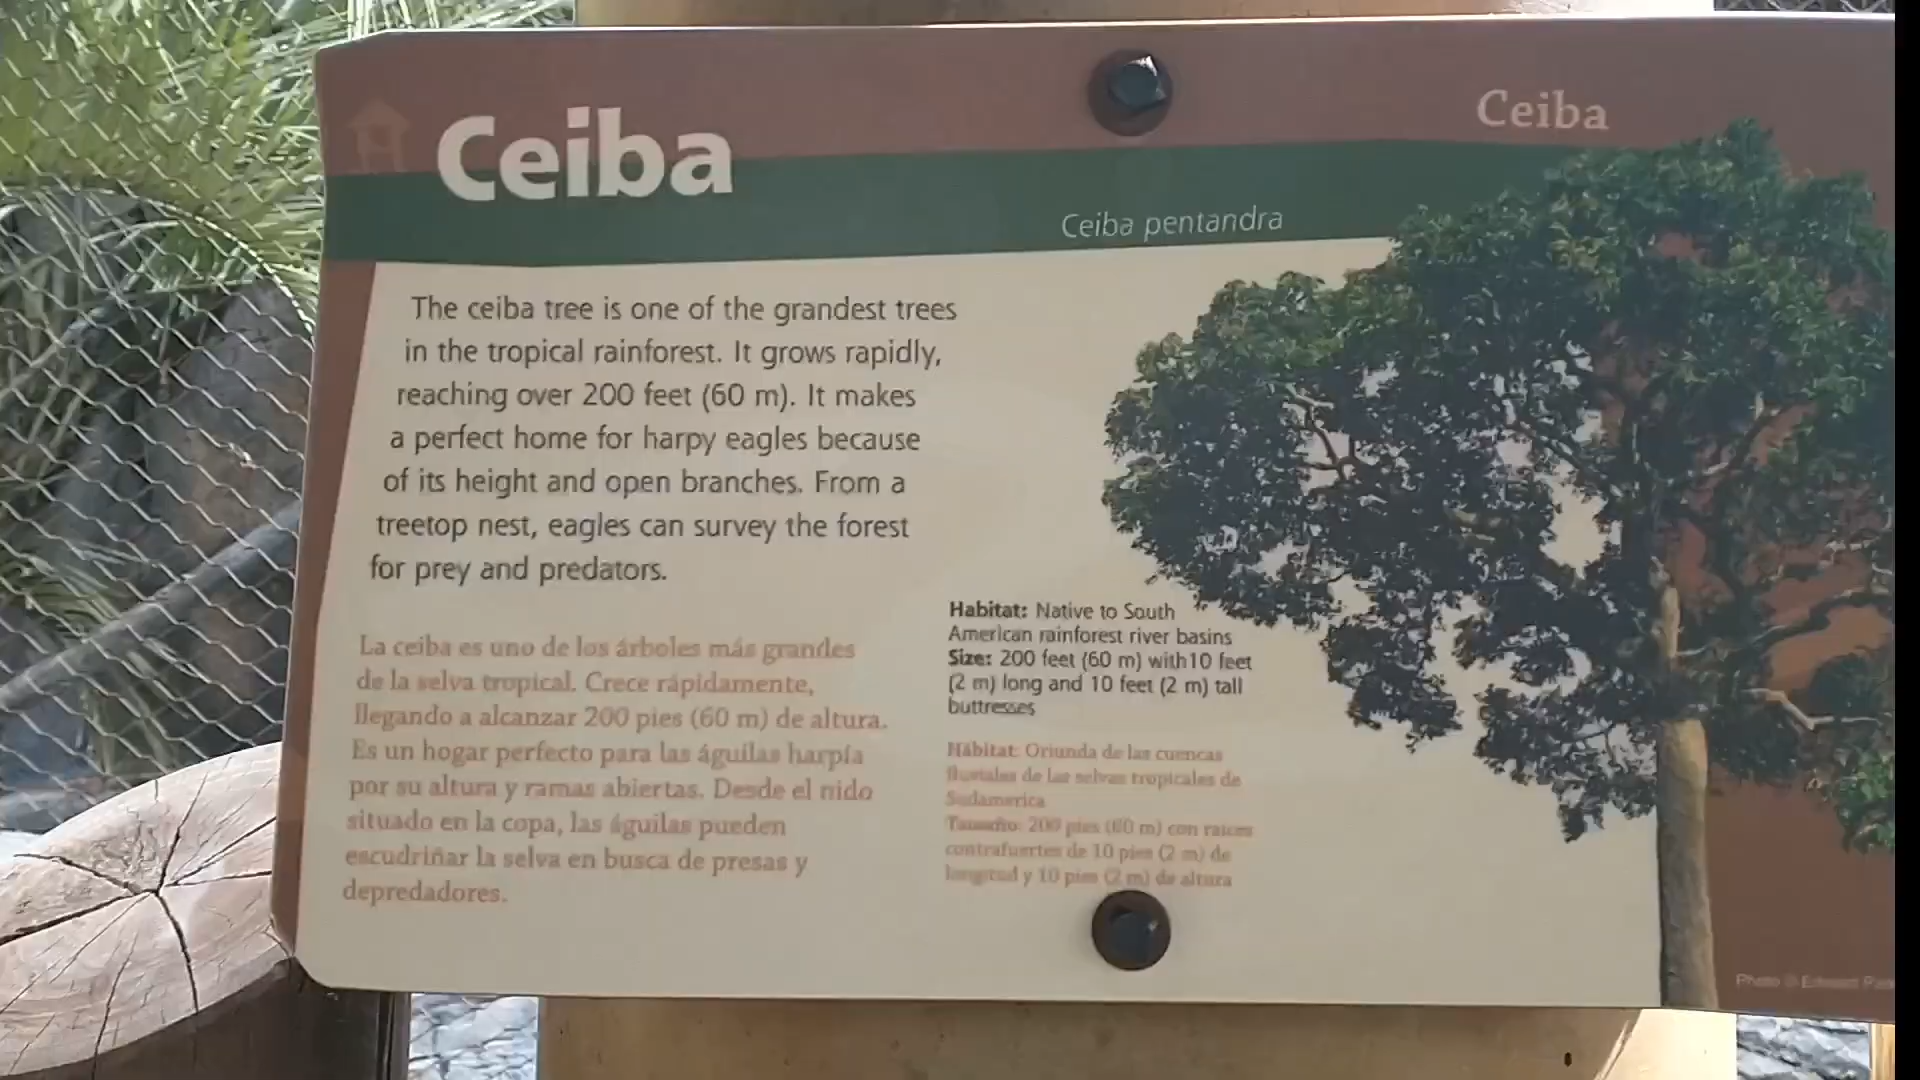 Ceiba
Ceiba
Ceiba pentandra
The ceiba tree is one of the grandest trees
in the tropical rainforest. It grows rapidly,
reaching over 200 feet (60 m). It makes
a perfect home for harpy eagles because
of its height and open branches. From a
treetop nest, eagles can survey the forest
for prey and predators.
La ceiba es uno de los árboles más grandes
de la selva tropical. Crece rápidamente,
llegando a alcanzar 200 pies (60 m) de altura.
Es un hogar perfecto para las águilas harpía
por su altura y ramas abiertas. Desde el nido
situado en la copa, las águilas pueden
escudriñar la selva en busca de presas y
depredadores.
Habitat: Native to South
American rainforest river basins
Size: 200 feet (60 m) with10 feet
(2 m) long and 10 feet (2 m) tall
buttresses
Hábitat: Oriunda de las cuencas
fluviales de las selvas tropicales de
Sudamerica
Tamaño: 200 pies (60 m) con raíces
contrafuertes de 10 pies (2 m) de
longitud y 10 pies (2 m) de altura
Photo © Edward